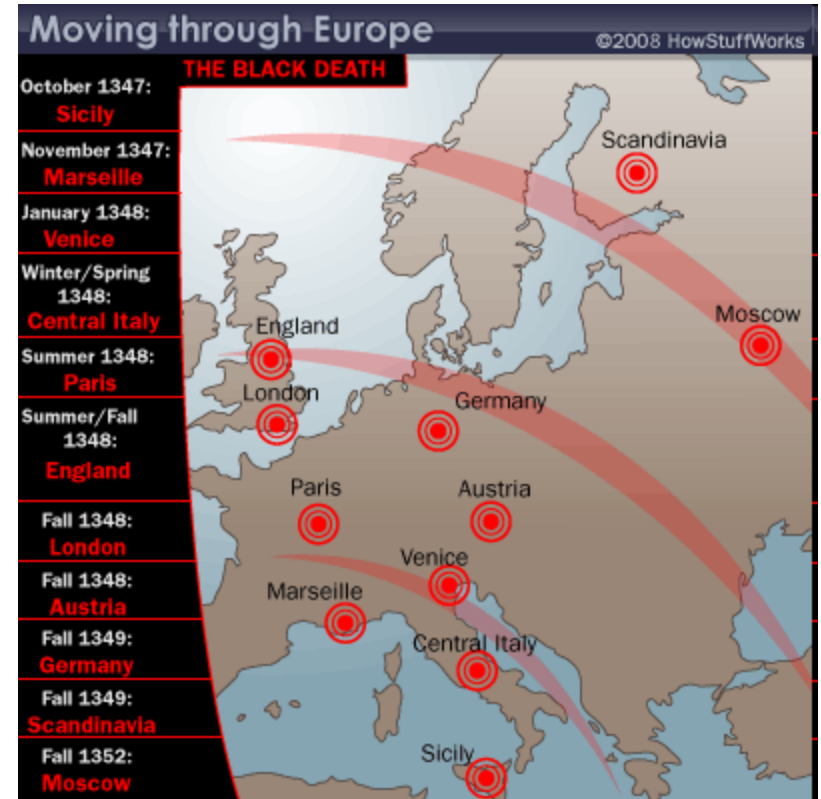 Moving through Europe
©2008 HowStuffWorks
THE BLACK DEATH
October 1347:
Sicily
November 1347:
Marseille
January 1348:
Venice
Winter/Spring
1348:
Central Italy
Summer 1348:
Paris
Summer/Fall
1348:
England
Fall 1348:
London
Fall 1348:
Austria
Fall 1349:
Germany
Fall 1349:
Scandinavia
Fall 1352:
Moscow
Scandinavia
Moscow
England
London
Germany
Paris
Austria
Venice
Marseille
Central Italy
Sicily